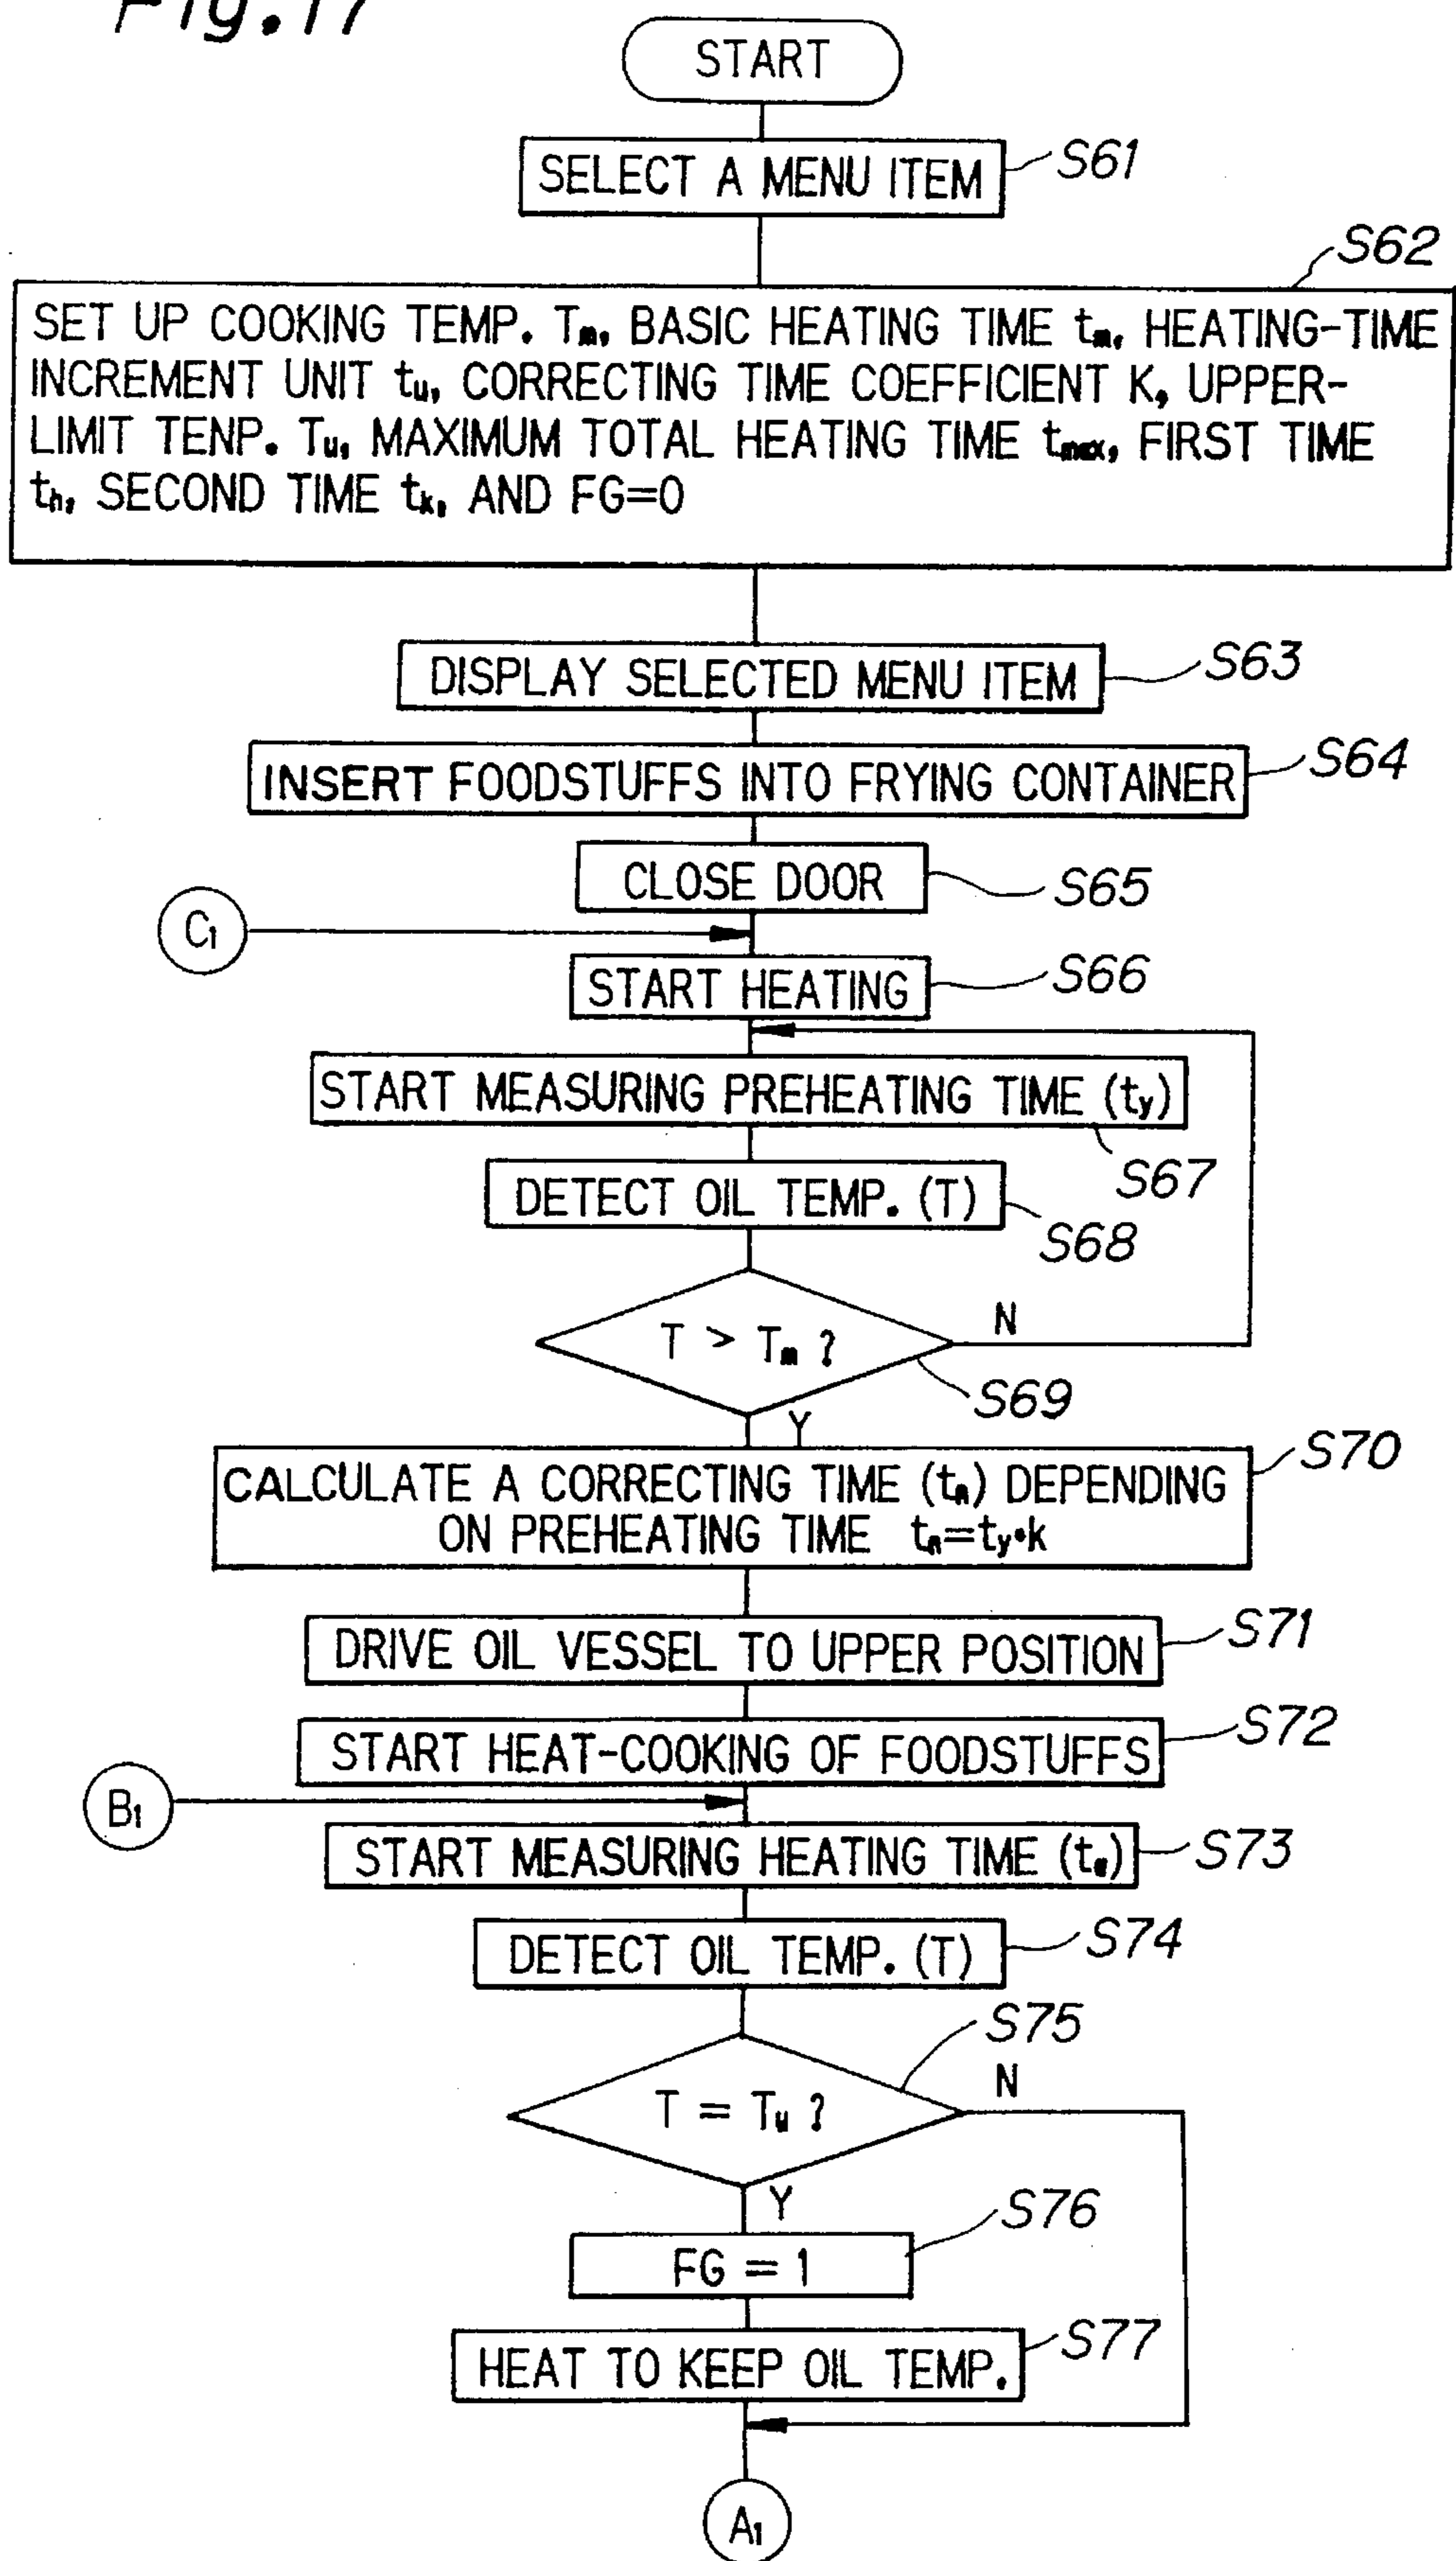 Fig.17
START
SELECT A MENU ITEM
S61
S62
SET UP COOKING TEMP. Tm, BASIC HEATING TIME tm, HEATING-TIME
INCREMENT UNIT tu, CORRECTING TIME COEFFICIENT K, UPPER-
LIMIT TENP. Tu, MAXIMUM TOTAL HEATING TIME tmax, FIRST TIME
th, SECOND TIME tk, AND FG=0
DISPLAY SELECTED MENU ITEM
S63
INSERT FOODSTUFFS INTO FRYING CONTAINER
S64
CLOSE DOOR
S65
C1
START HEATING
S66
START MEASURING PREHEATING TIME (ty)
S67
DETECT OIL TEMP. (T)
S68
T > Tm ?
N
S69
Y
CALCULATE A CORRECTING TIME (tn) DEPENDING
ON PREHEATING TIME tn=ty•k
S70
DRIVE OIL VESSEL TO UPPER POSITION
S71
START HEAT-COOKING OF FOODSTUFFS
S72
B1
START MEASURING HEATING TIME
S73
DETECT OIL TEMP. (T)
S74
S75
T = Tu ?
N
Y
S76
FG = 1
HEAT TO KEEP OIL TEMP.
S77
A1